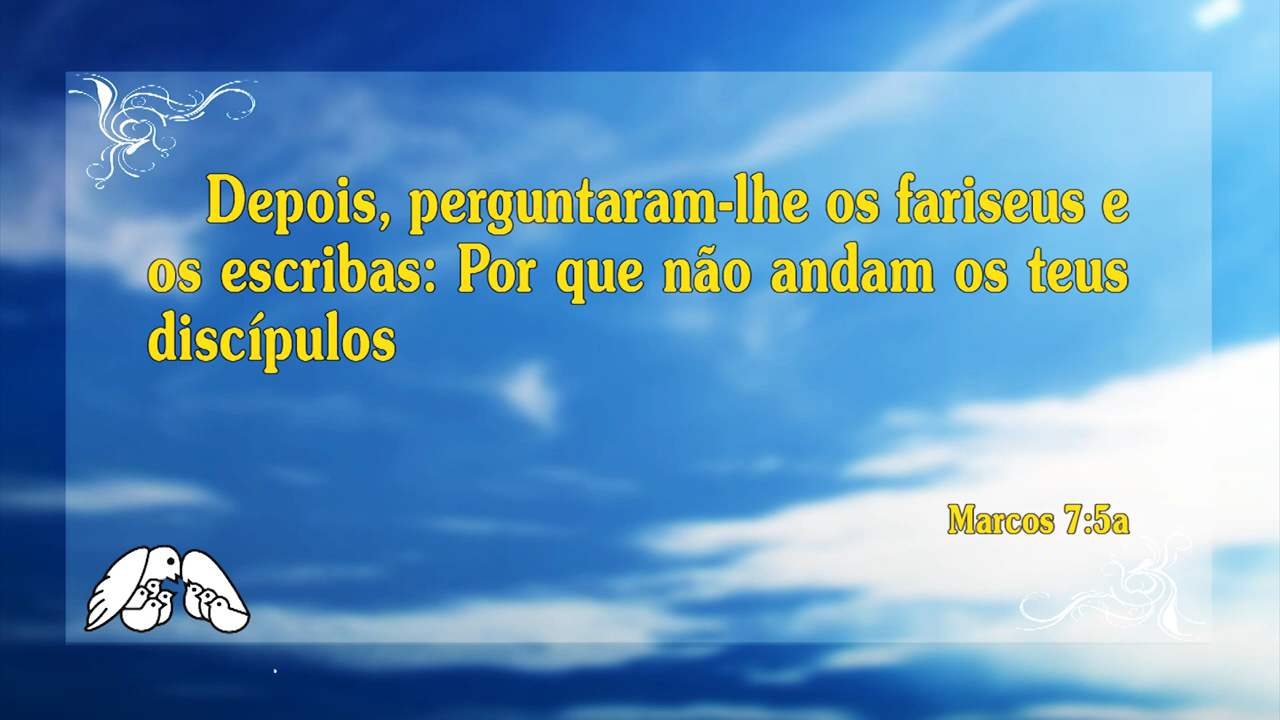 Depois, perguntaram-lhe os fariseus e
os escribas: Por que não andam os teus
discípulos
Marcos 7:5a